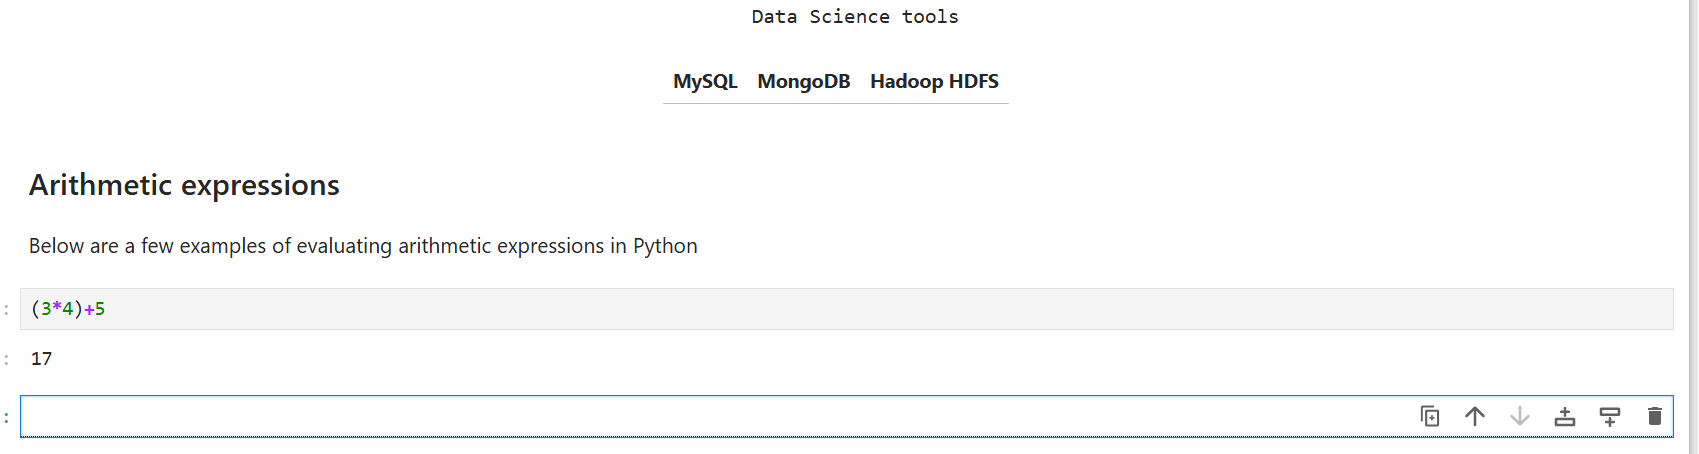 Data Science tools
MySQL MongoDB Hadoop HDFS
Arithmetic expressions
Below are a few examples of evaluating arithmetic expressions in Python
: (3*4)+5
: 17
: